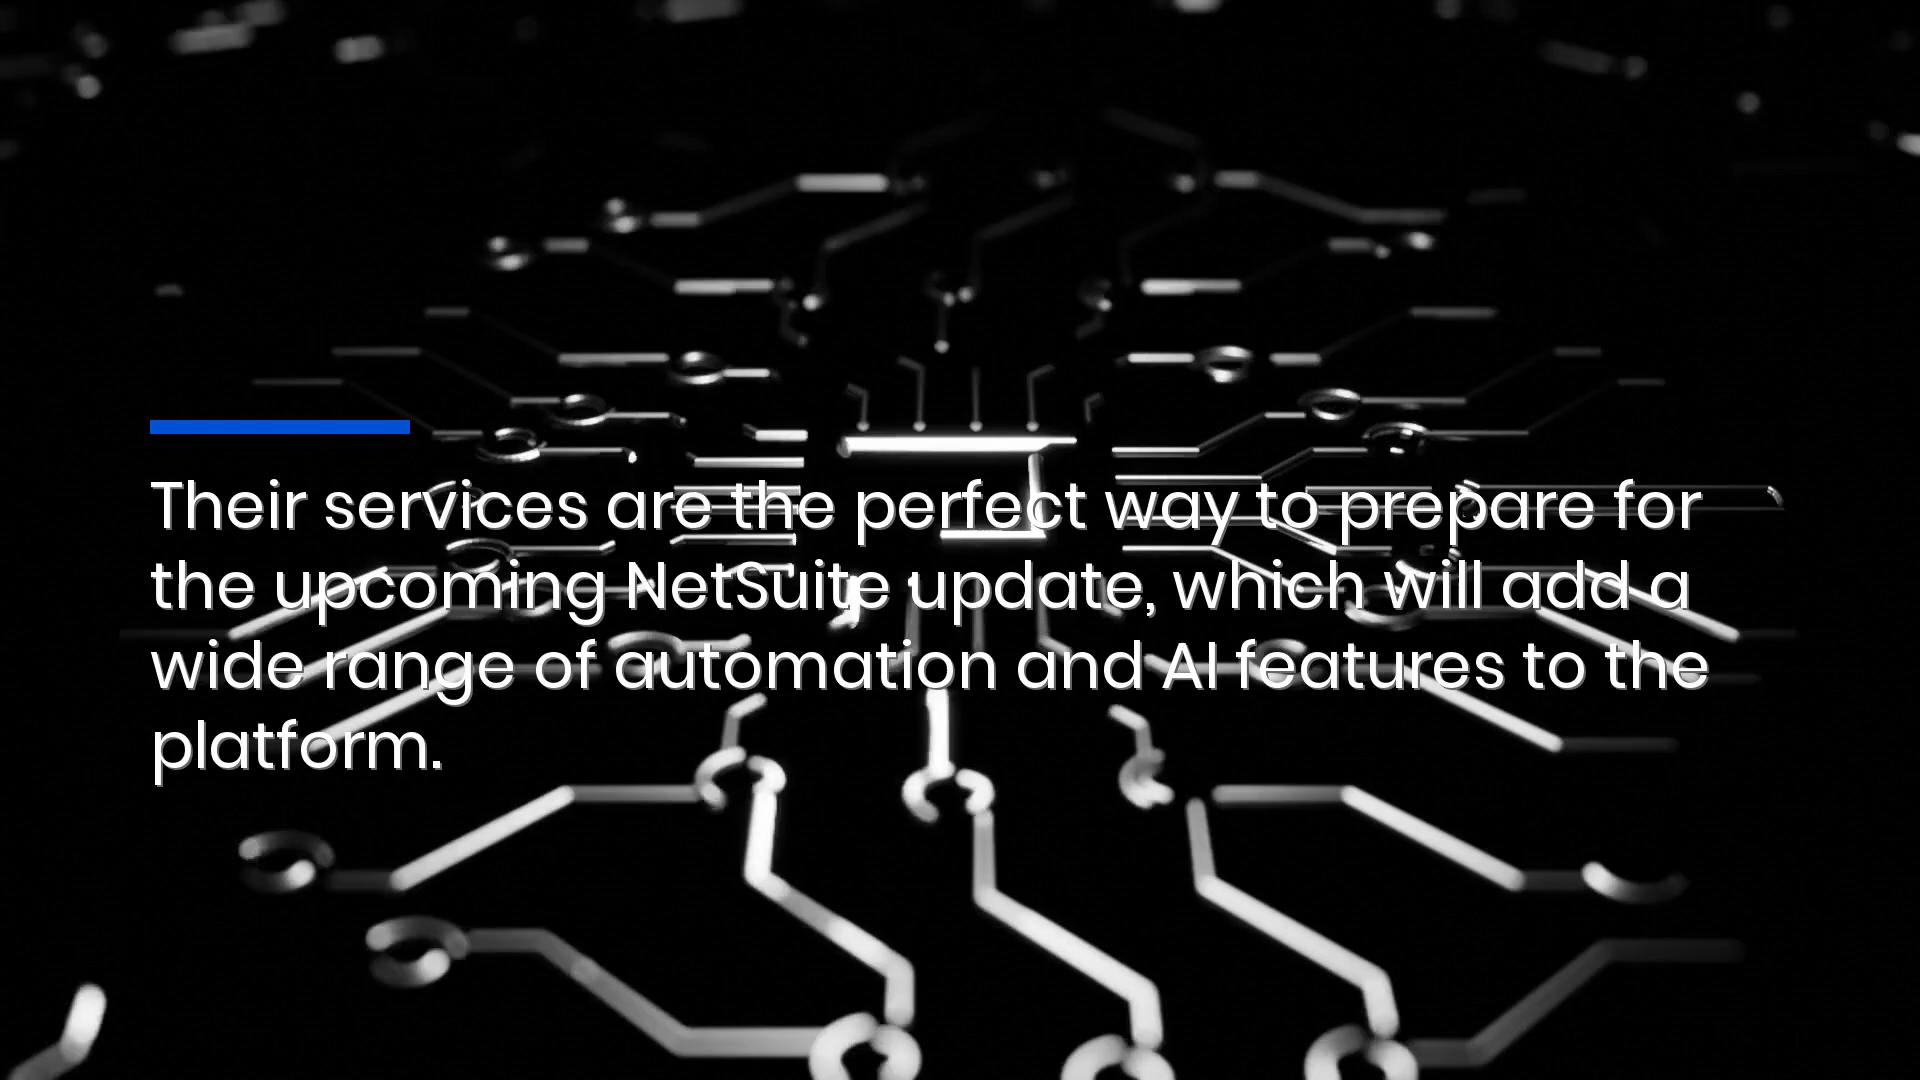 Their services are the perfect way to prepare for
the upcoming NetSuite update, which will add a
wide range of automation and AI features to the
platform.